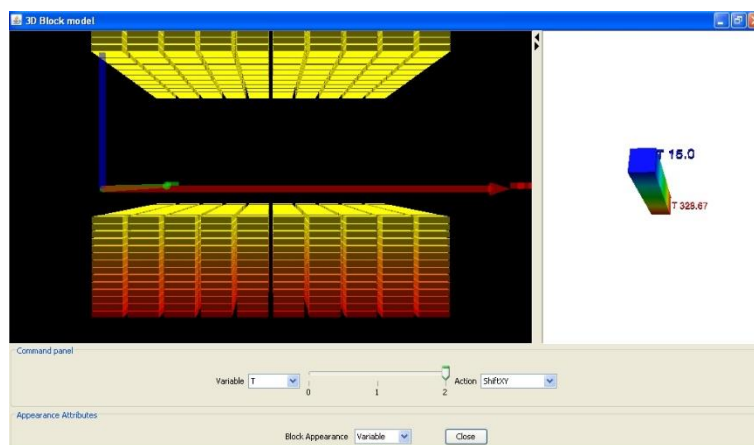 3D Block model
T 15.0
T 328.67
Command panel
Variable T 0 1 2 Action ShiftXY
Appearance Attributes
Block Appearance Variable Close